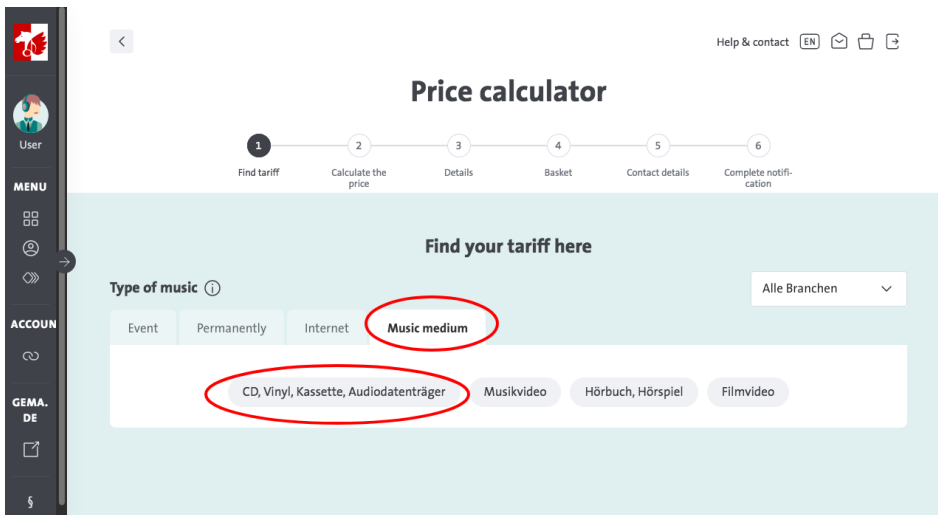 Help & contact EN
Price calculator
1 2 3 4 5 6
Find tariff Calculate the price Details Basket Contact details Complete notifi-cation
User
MENU
ACCOUN
GEMA.
DE
§
Find your tariff here
Type of music
Alle Branchen
Event Permanently Internet Music medium
CD, Vinyl, Kassette, Audiodatenträger Musikvideo Hörbuch, Hörspiel Filmvideo